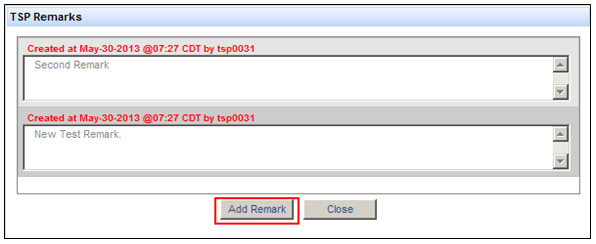 TSP Remarks
Created at May-30-2013 @07:27 CDT by tsp0031
Second Remark
Created at May-30-2013 @07:27 CDT by tsp0031
New Test Remark.
Add Remark Close